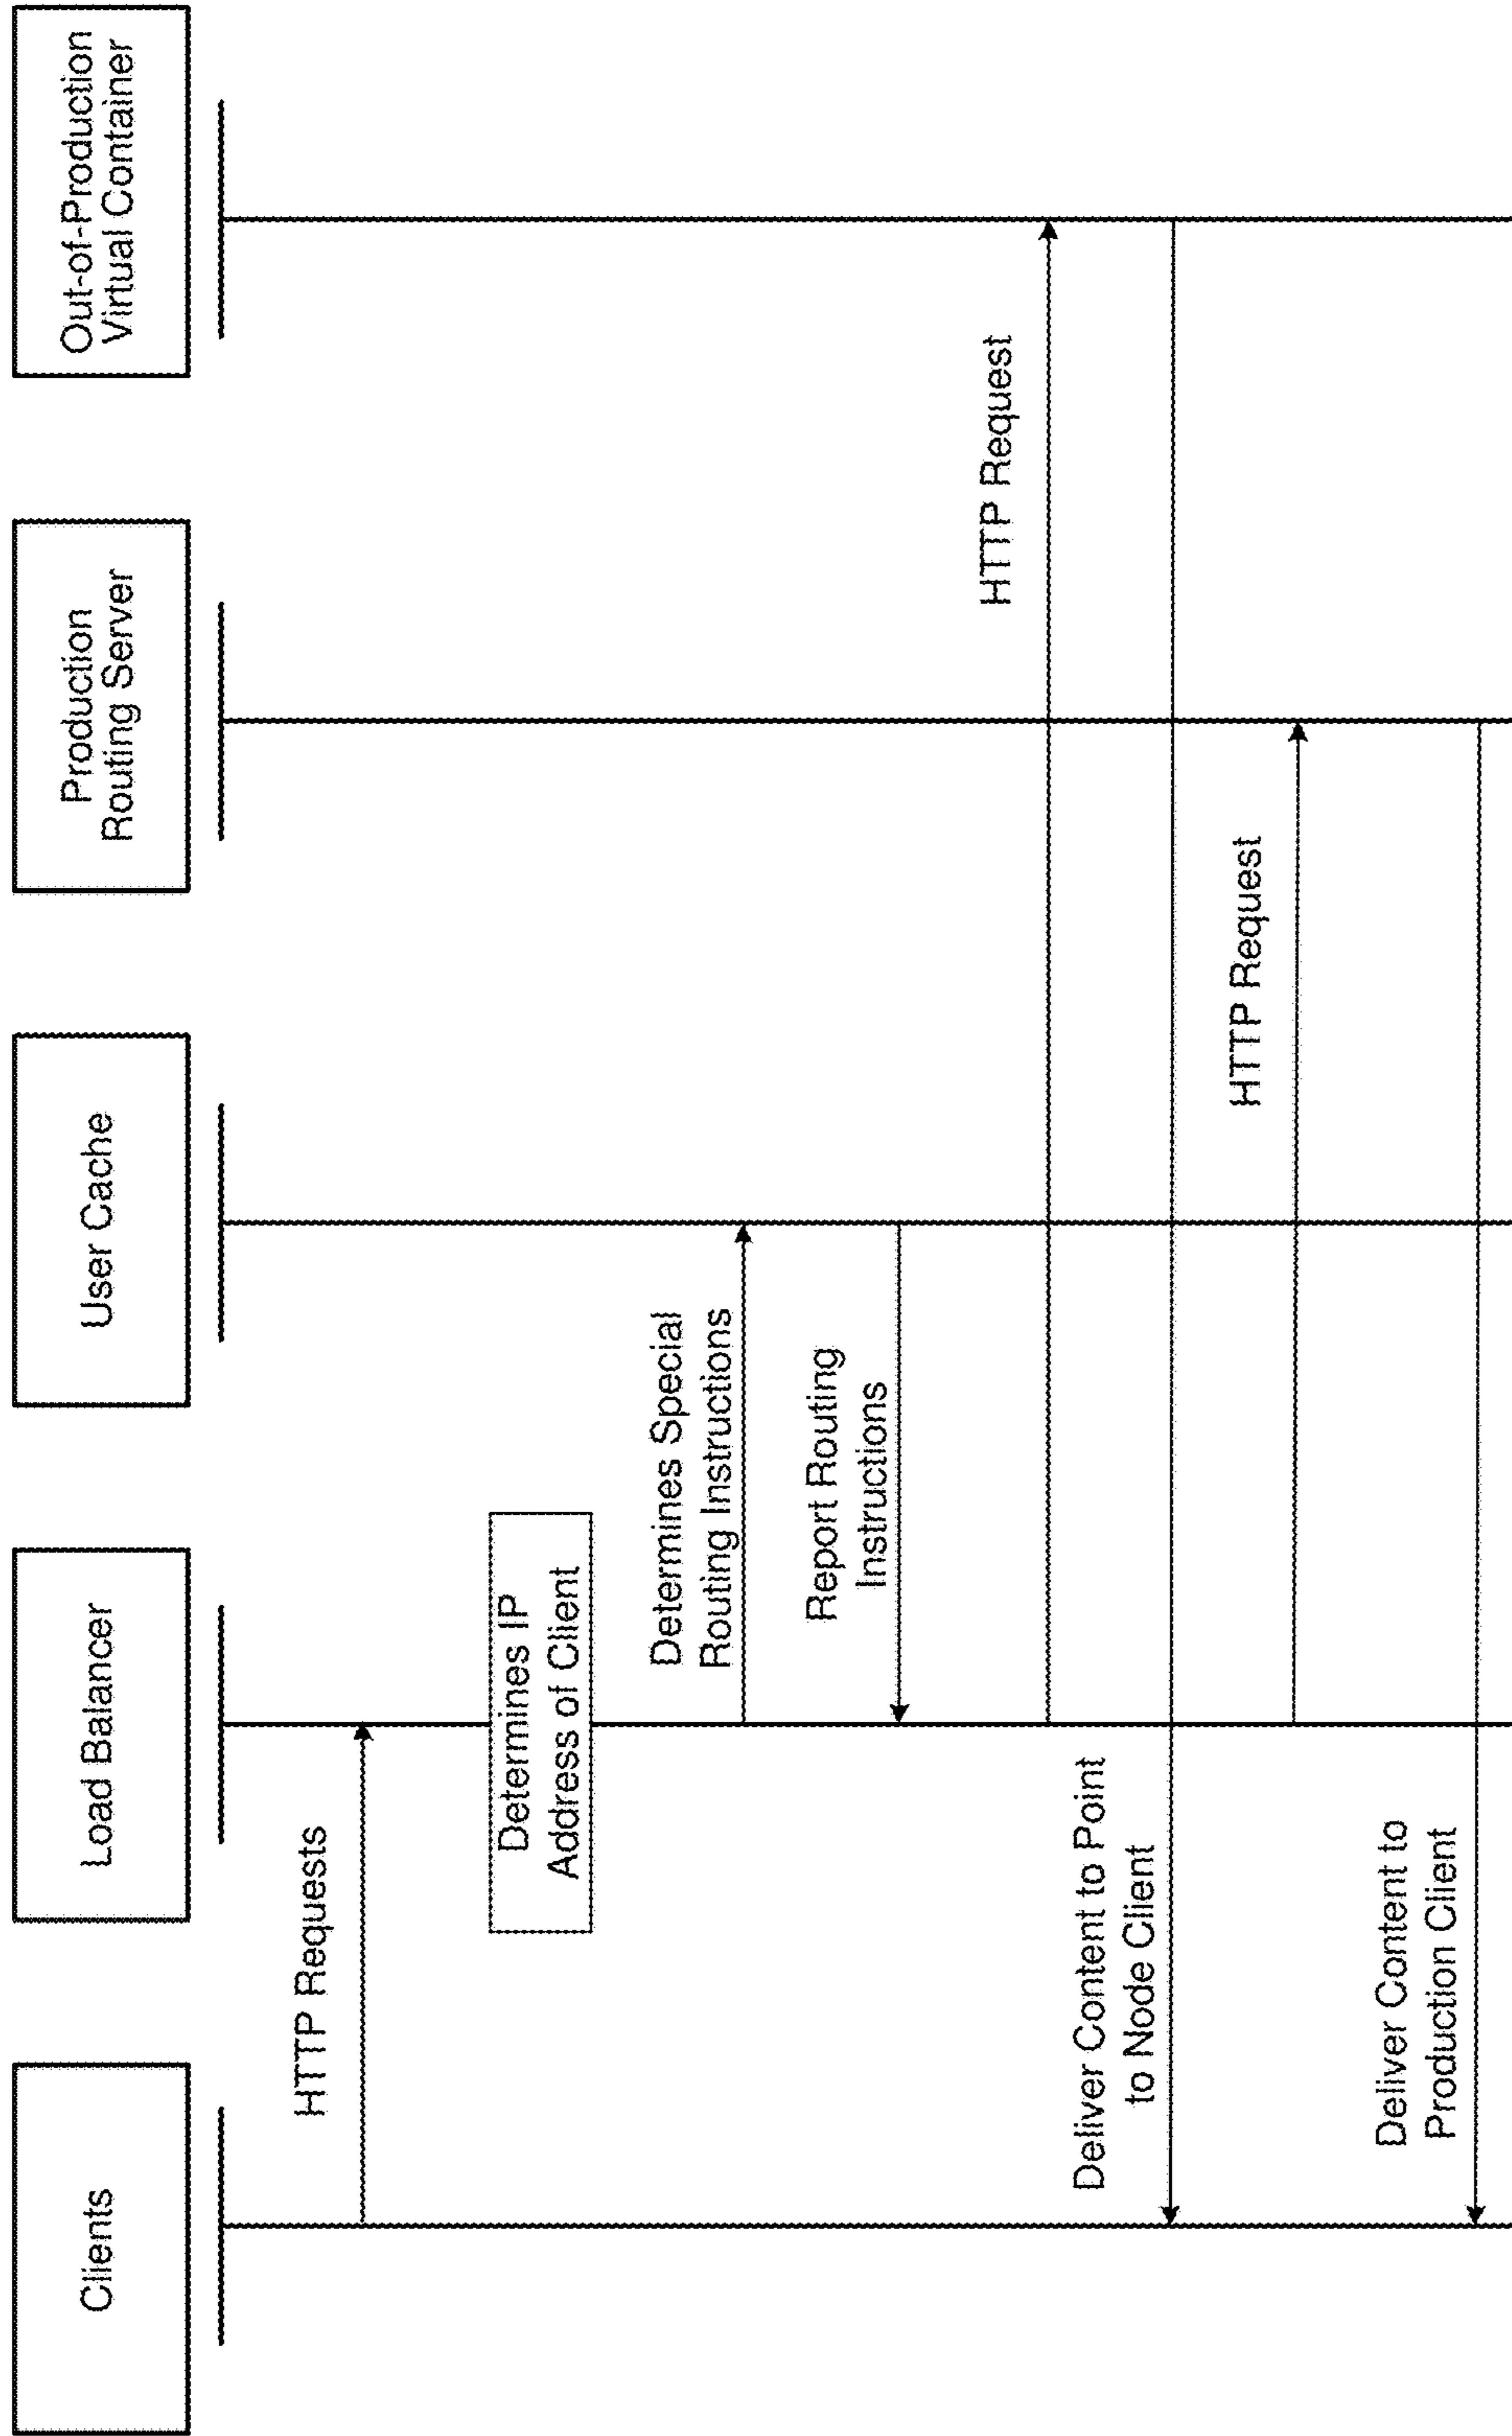 Clients
Load Balancer
User Cache
Production
Routing Server
Out-of-Production
Virtual Container
HTTP Requests
Determines IP
Address of Client
Determines Special
Routing Instructions
Report Routing
Instructions
HTTP Request
Deliver Content to Point
to Node Client
HTTP Request
Deliver Content to
Production Client